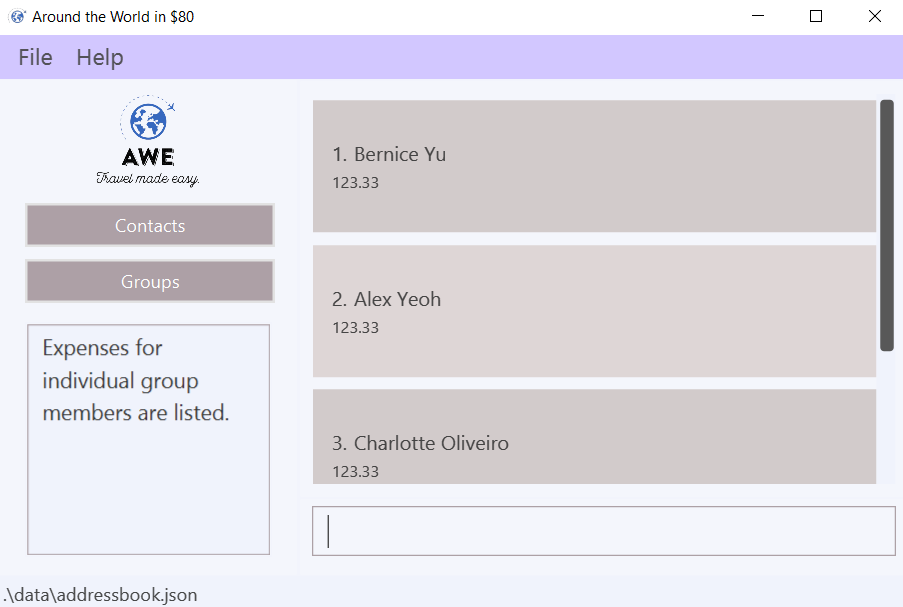 Around the World in $80
File Help
AWE
Travel made easy.
Contacts
Groups
Expenses for
individual group
members are listed.
1. Bernice Yu
123.33
2. Alex Yeoh
123.33
3. Charlotte Oliveiro
123.33
.\data\addressbook.json